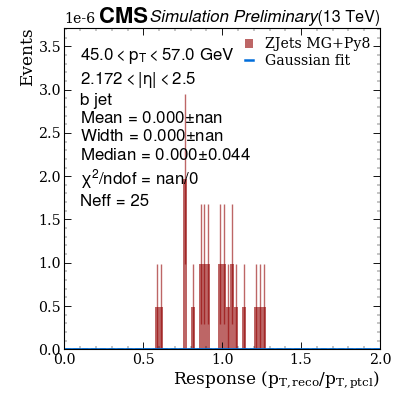 1e-6 CMS Simulation Preliminary (13 TeV)
Events
ZJets MG+Py8
Gaussian fit
45.0 < pT < 57.0 GeV
2.172 < |η| < 2.5
b jet
Mean = 0.000±nan
Width = 0.000±nan
Median = 0.000±0.044
χ²/ndof = nan/0
Neff = 25
3.5
3.0
2.5
2.0
1.5
1.0
0.5
0.0
0.0 0.5 1.0 1.5 2.0
Response (pT,reco/pT,ptcl)